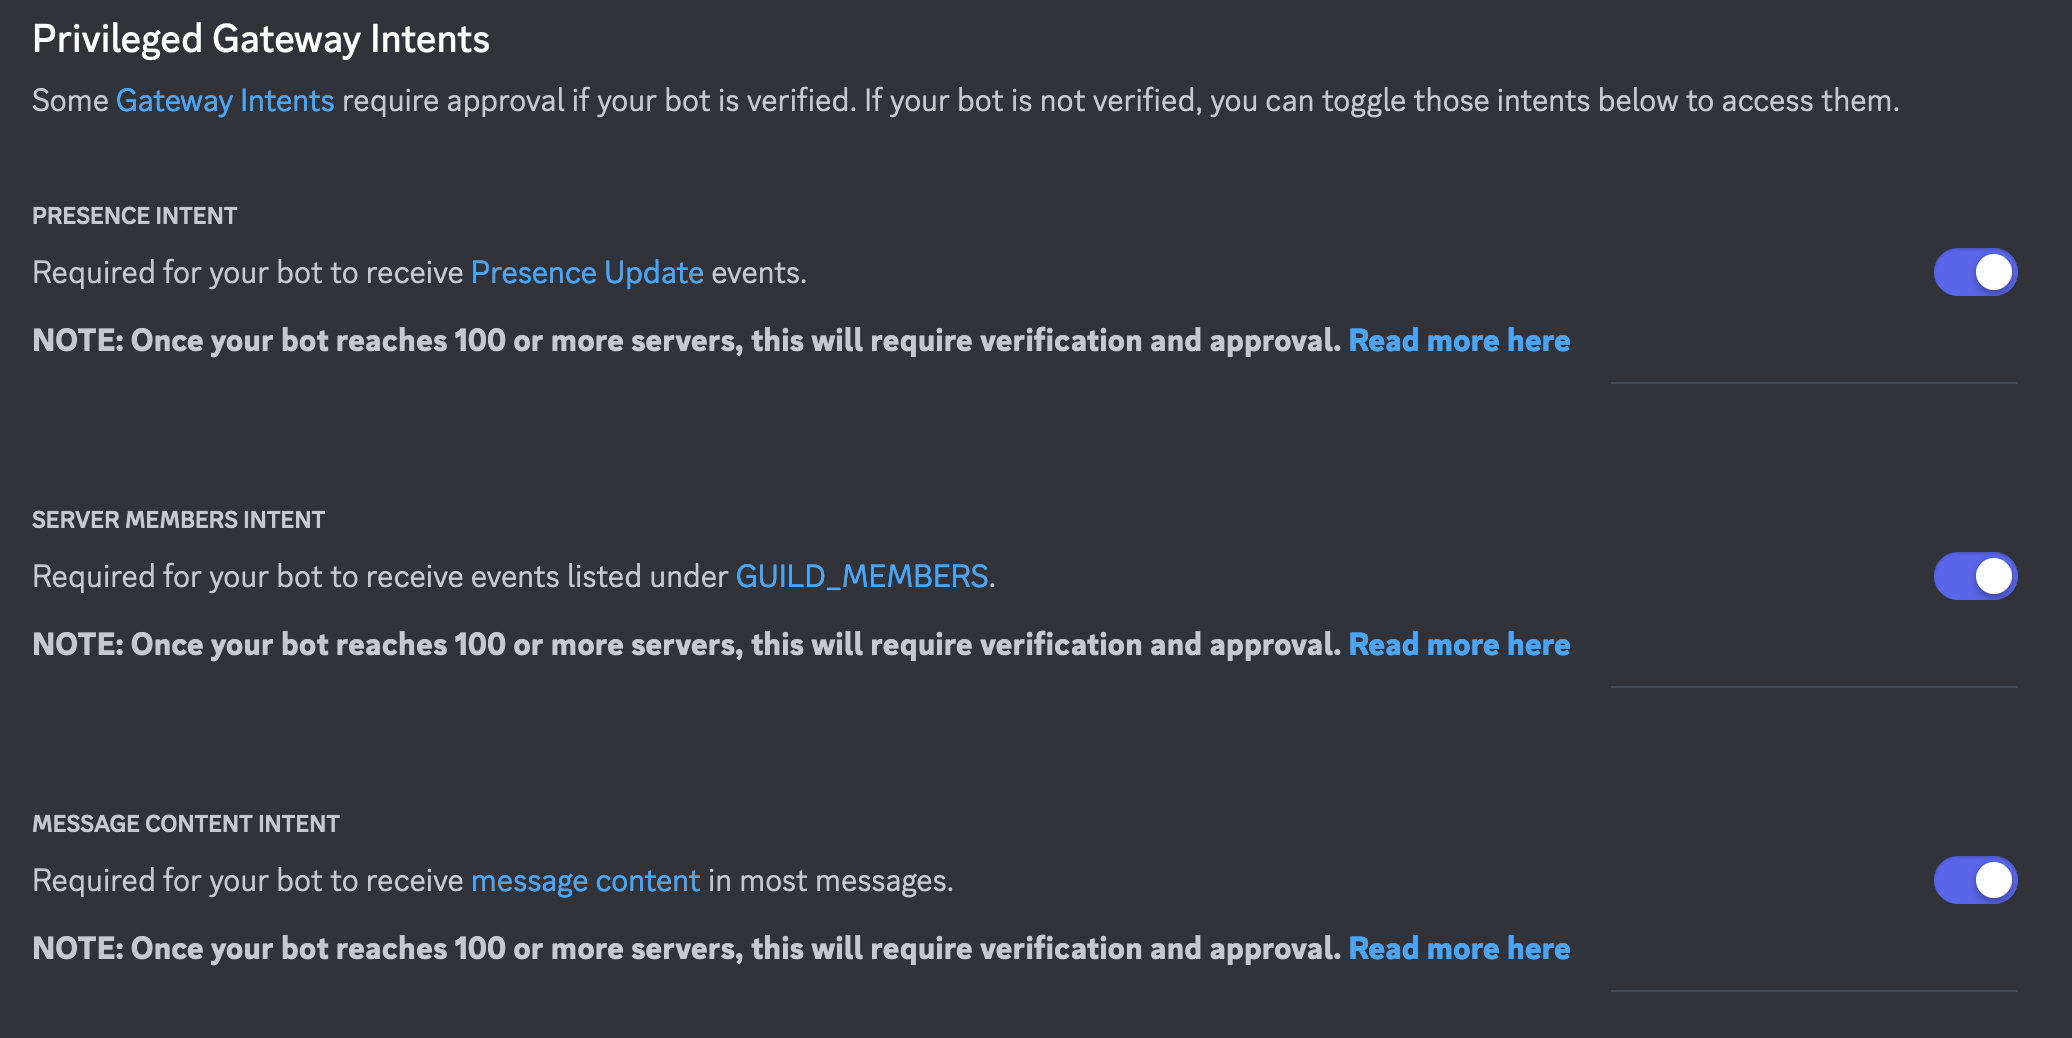 Privileged Gateway Intents
Some Gateway Intents require approval if your bot is verified. If your bot is not verified, you can toggle those intents below to access them.
PRESENCE INTENT
Required for your bot to receive Presence Update events.
NOTE: Once your bot reaches 100 or more servers, this will require verification and approval. Read more here
SERVER MEMBERS INTENT
Required for your bot to receive events listed under GUILD_MEMBERS.
NOTE: Once your bot reaches 100 or more servers, this will require verification and approval. Read more here
MESSAGE CONTENT INTENT
Required for your bot to receive message content in most messages.
NOTE: Once your bot reaches 100 or more servers, this will require verification and approval. Read more here